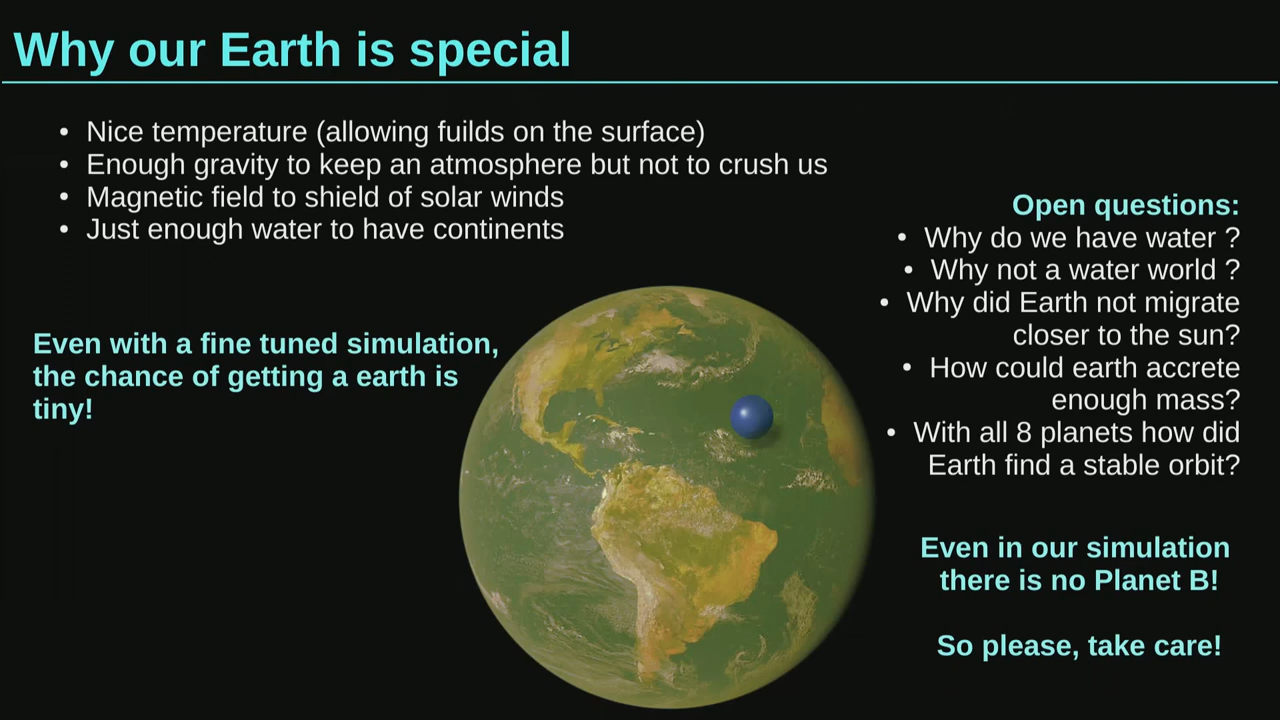 Why our Earth is special
• Nice temperature (allowing fuilds on the surface)
• Enough gravity to keep an atmosphere but not to crush us
• Magnetic field to shield of solar winds
• Just enough water to have continents
Even with a fine tuned simulation,
the chance of getting a earth is
tiny!
Open questions:
• Why do we have water ?
• Why not a water world ?
• Why did Earth not migrate
closer to the sun?
• How could earth accrete
enough mass?
• With all 8 planets how did
Earth find a stable orbit?
Even in our simulation
there is no Planet B!
So please, take care!